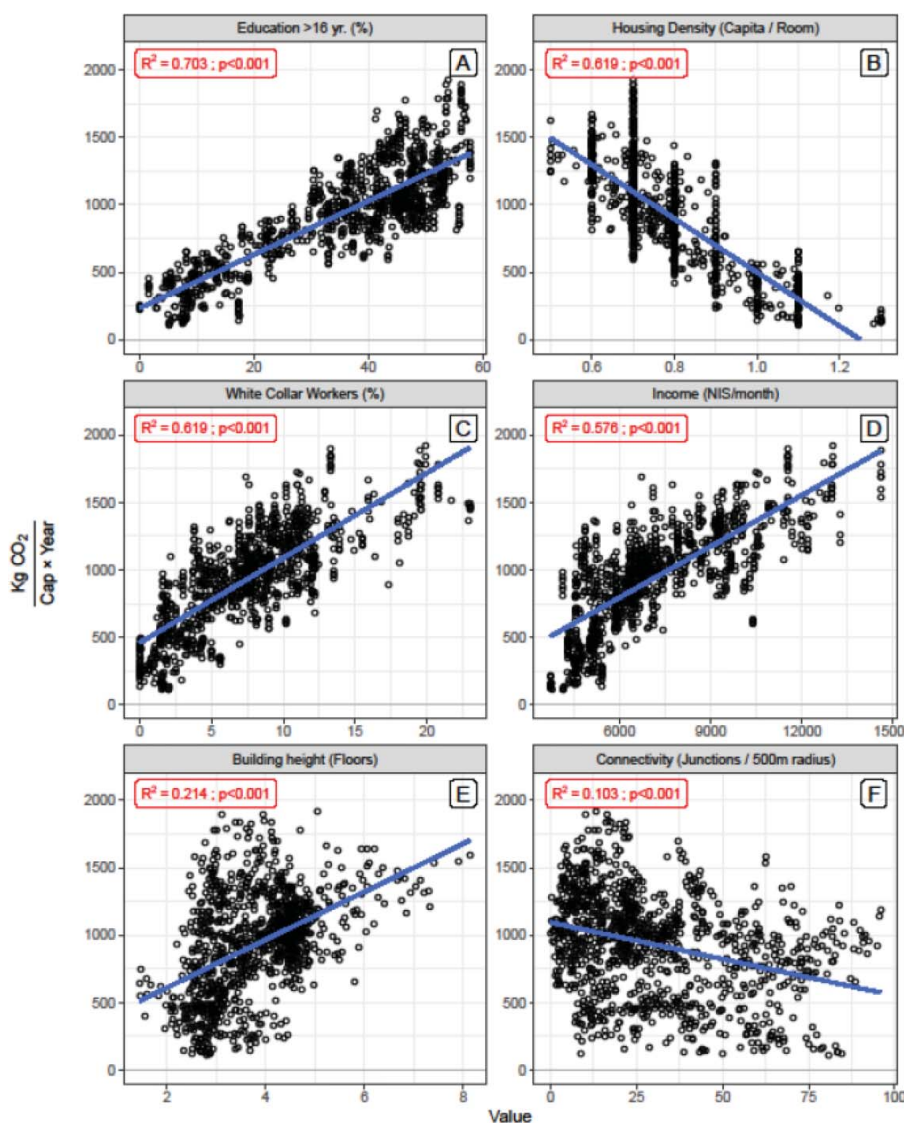 Education >16 yr. (%)
Housing Density (Capita / Room)
R² = 0.703 ; p<0.001
A
R² = 0.619 ; p<0.001
B
2000
1500
1000
500
0
2000
1500
1000
500
0
0 20 40 60
0.6 0.8 1.0 1.2
White Collar Workers (%)
Income (NIS/month)
R² = 0.619 ; p<0.001
C
R² = 0.576 ; p<0.001
D
2000
1500
1000
500
0
2000
1500
1000
500
0
0 5 10 15 20
6000 9000 12000 1500
Kg CO₂
Cap × Year
Building height (Floors)
Connectivity (Junctions / 500m radius)
R² = 0.214 ; p<0.001
E
R² = 0.103 ; p<0.001
F
2000
1500
1000
500
0
2000
1500
1000
500
0
2 4 6 8
0 25 50 75 100
Value